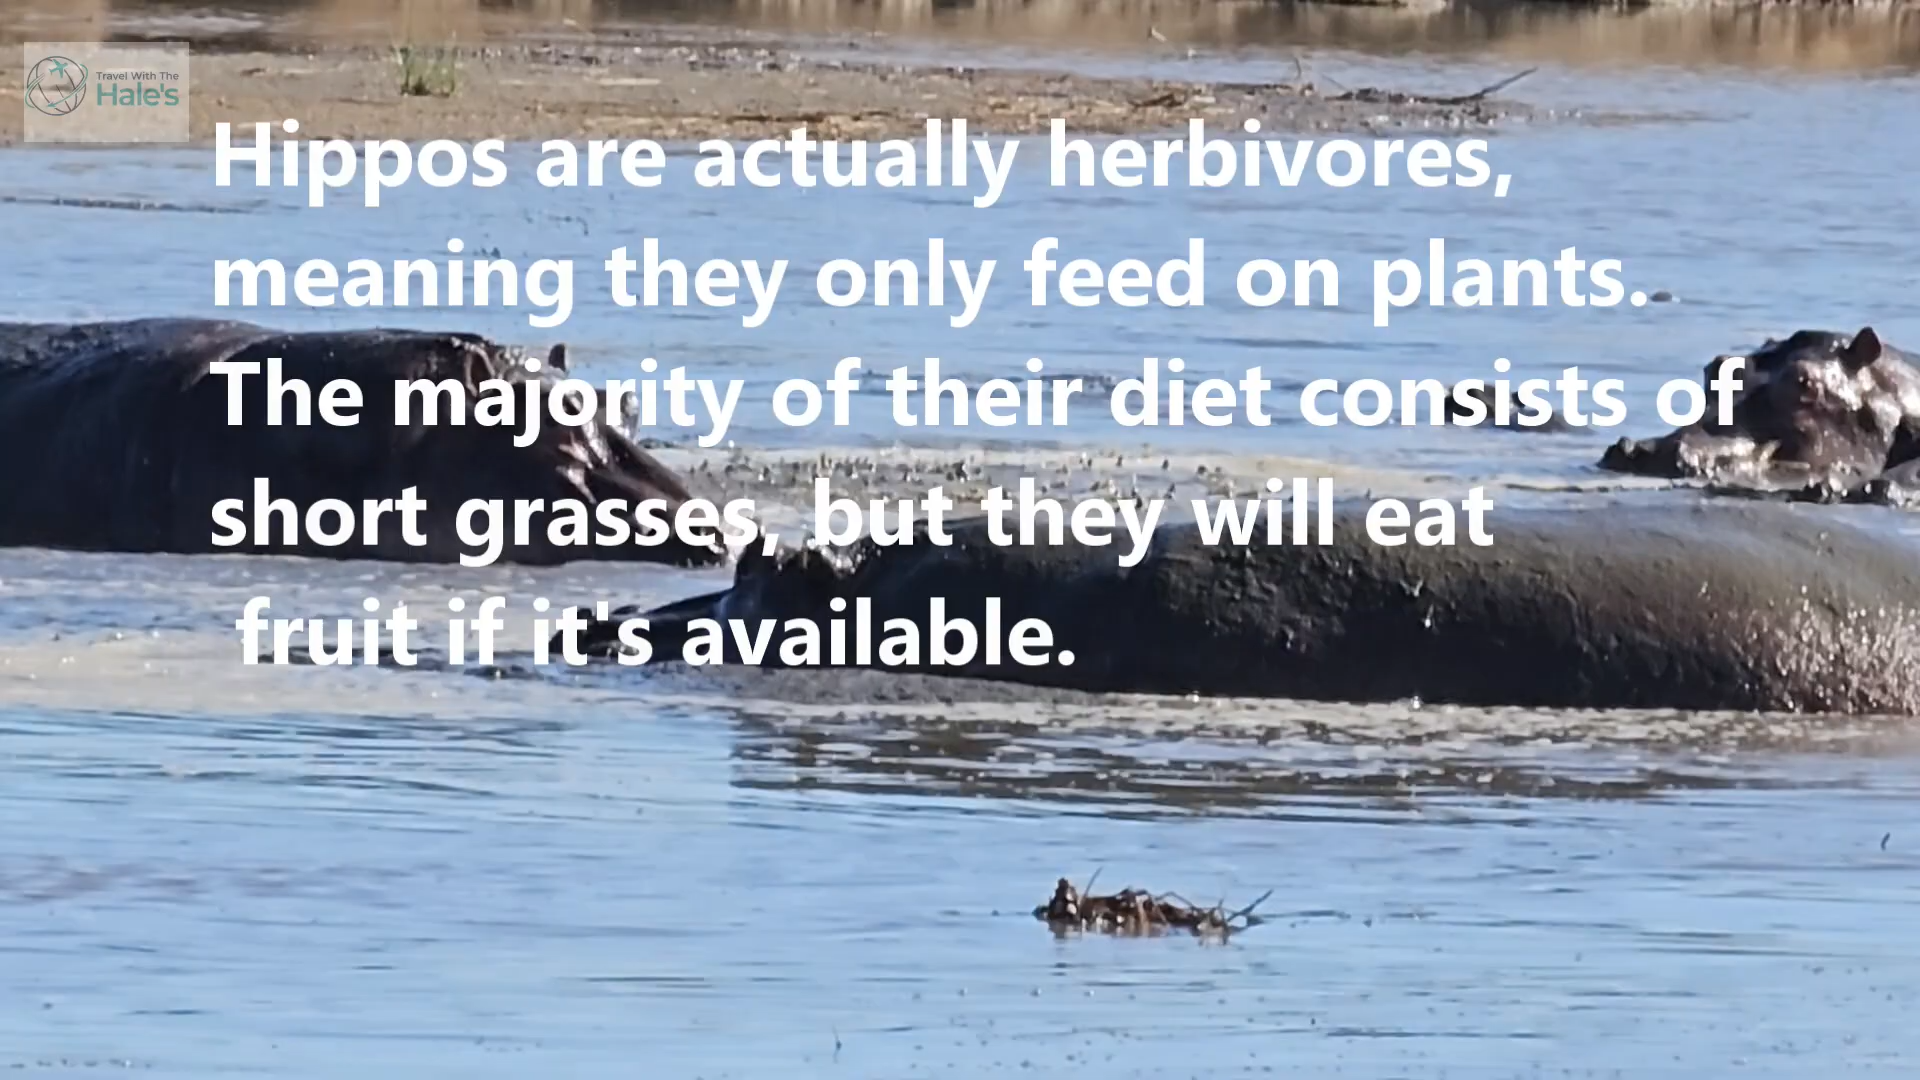 Travel With The
Hale's
Hippos are actually herbivores,
meaning they only feed on plants.
The majority of their diet consists of
short grasses, but they will eat
fruit if it's available.